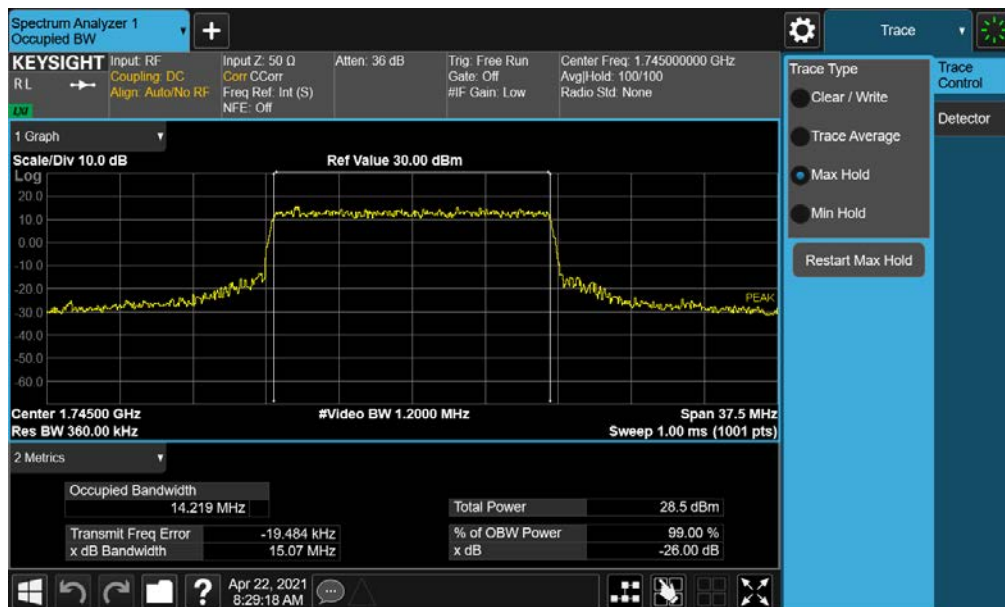 Spectrum Analyzer 1
Occupied BW
+
Trace
KEYSIGHT
RL
LXI
Input: RF
Coupling: DC
Align: Auto/No RF
Input Z: 50 Ω
Corr CCorr
Freq Ref: Int (S)
NFE: Off
Atten: 36 dB
Trig: Free Run
Gate: Off
#IF Gain: Low
Center Freq: 1.745000000 GHz
Avg|Hold: 100/100
Radio Std: None
Trace Type
Clear / Write
Trace Average
Max Hold
Min Hold
Restart Max Hold
Trace
Control
Detector
1 Graph
Scale/Div 10.0 dB
Ref Value 30.00 dBm
Log
20.0
10.0
0.00
-10.0
-20.0
-30.0
-40.0
-50.0
-60.0
PEAK
Center 1.74500 GHz
#Video BW 1.2000 MHz
Span 37.5 MHz
Res BW 360.00 kHz
Sweep 1.00 ms (1001 pts)
2 Metrics
Occupied Bandwidth
14.219 MHz
Total Power 28.5 dBm
Transmit Freq Error -19.484 kHz
% of OBW Power 99.00 %
x dB Bandwidth 15.07 MHz
x dB -26.00 dB
?
Apr 22, 2021
8:29:18 AM